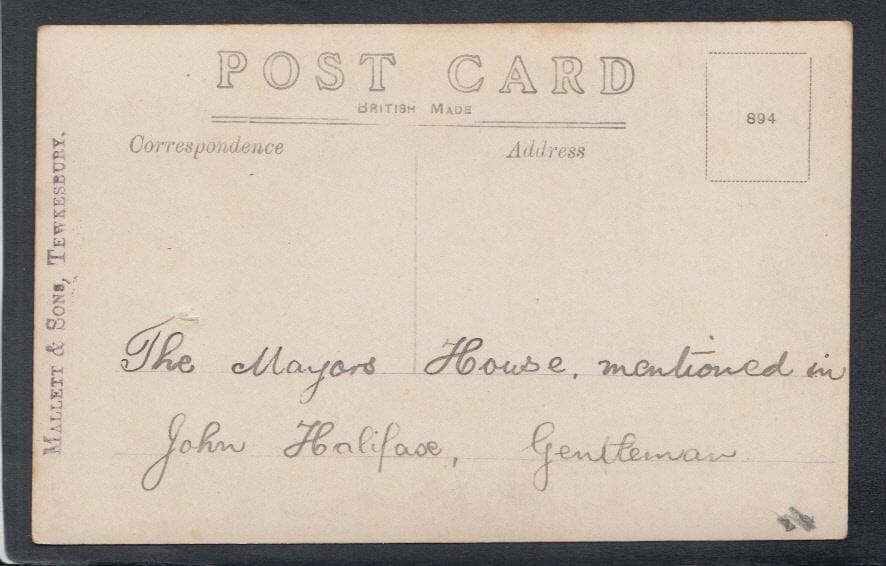 POST CARD
BRITISH MADE
894
Correspondence
Address
MALLETT & SONS, TEWKESBURY.
The Mayors House, mentioned in
John Halifax, Gentleman